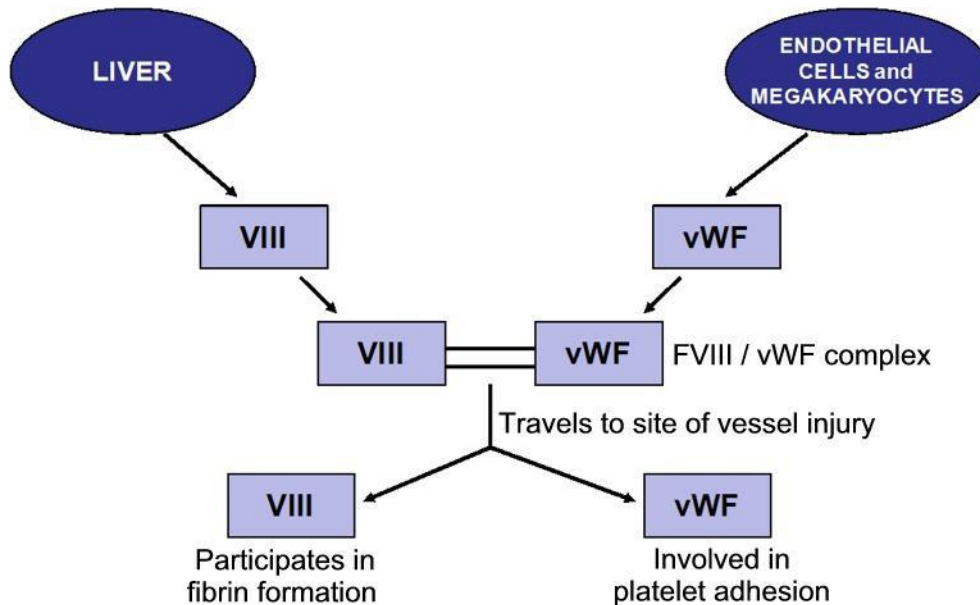 LIVER
ENDOTHELIAL
CELLS and
MEGAKARYOCYTES
VIII
vWF
VIII
vWF
FVIII / vWF complex
Travels to site of vessel injury
VIII
vWF
Participates in
fibrin formation
Involved in
platelet adhesion